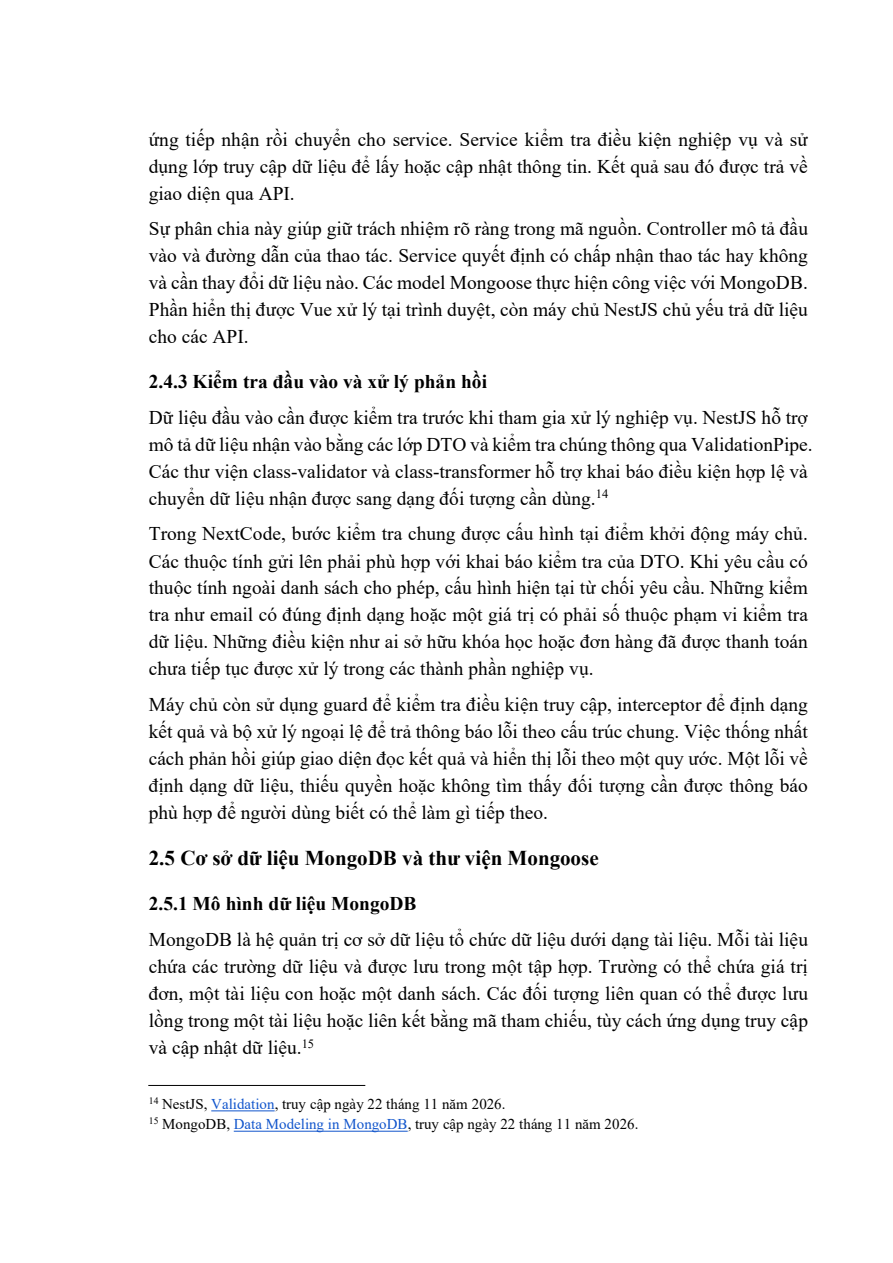 ứng tiếp nhận rồi chuyển cho service. Service kiểm tra điều kiện nghiệp vụ và sử
dụng lớp truy cập dữ liệu để lấy hoặc cập nhật thông tin. Kết quả sau đó được trả về
giao diện qua API.
Sự phân chia này giúp giữ trách nhiệm rõ ràng trong mã nguồn. Controller mô tả đầu
vào và đường dẫn của thao tác. Service quyết định có chấp nhận thao tác hay không
và cần thay đổi dữ liệu nào. Các model Mongoose thực hiện công việc với MongoDB.
Phần hiển thị được Vue xử lý tại trình duyệt, còn máy chủ NestJS chủ yếu trả dữ liệu
cho các API.
2.4.3 Kiểm tra đầu vào và xử lý phản hồi
Dữ liệu đầu vào cần được kiểm tra trước khi tham gia xử lý nghiệp vụ. NestJS hỗ trợ
mô tả dữ liệu nhận vào bằng các lớp DTO và kiểm tra chúng thông qua ValidationPipe.
Các thư viện class-validator và class-transformer hỗ trợ khai báo điều kiện hợp lệ và
chuyển dữ liệu nhận được sang dạng đối tượng cần dùng.14
Trong NextCode, bước kiểm tra chung được cấu hình tại điểm khởi động máy chủ.
Các thuộc tính gửi lên phải phù hợp với khai báo kiểm tra của DTO. Khi yêu cầu có
thuộc tính ngoài danh sách cho phép, cấu hình hiện tại từ chối yêu cầu. Những kiểm
tra như email có đúng định dạng hoặc một giá trị có phải số thuộc phạm vi kiểm tra
dữ liệu. Những điều kiện như ai sở hữu khóa học hoặc đơn hàng đã được thanh toán
chưa tiếp tục được xử lý trong các thành phần nghiệp vụ.
Máy chủ còn sử dụng guard để kiểm tra điều kiện truy cập, interceptor để định dạng
kết quả và bộ xử lý ngoại lệ để trả thông báo lỗi theo cấu trúc chung. Việc thống nhất
cách phản hồi giúp giao diện đọc kết quả và hiển thị lỗi theo một quy ước. Một lỗi về
định dạng dữ liệu, thiếu quyền hoặc không tìm thấy đối tượng cần được thông báo
phù hợp để người dùng biết có thể làm gì tiếp theo.
2.5 Cơ sở dữ liệu MongoDB và thư viện Mongoose
2.5.1 Mô hình dữ liệu MongoDB
MongoDB là hệ quản trị cơ sở dữ liệu tổ chức dữ liệu dưới dạng tài liệu. Mỗi tài liệu
chứa các trường dữ liệu và được lưu trong một tập hợp. Trường có thể chứa giá trị
đơn, một tài liệu con hoặc một danh sách. Các đối tượng liên quan có thể được lưu
lồng trong một tài liệu hoặc liên kết bằng mã tham chiếu, tùy cách ứng dụng truy cập
và cập nhật dữ liệu.15
14 NestJS, Validation, truy cập ngày 22 tháng 11 năm 2026.
15 MongoDB, Data Modeling in MongoDB, truy cập ngày 22 tháng 11 năm 2026.